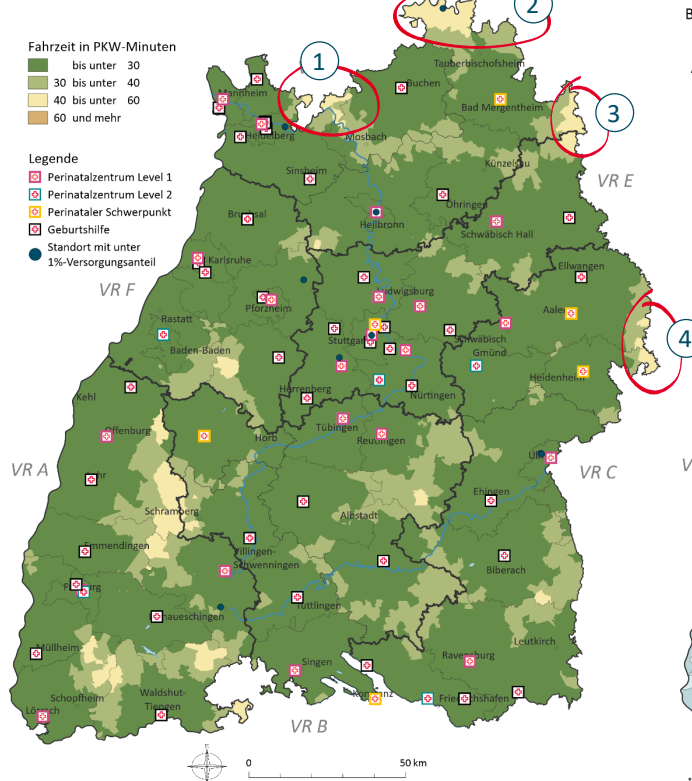 2
1
3
4
Fahrzeit in PKW-Minuten
bis unter 30
30 bis unter 40
40 bis unter 60
60 und mehr
Legende
Perinatalzentrum Level 1
Perinatalzentrum Level 2
Perinataler Schwerpunkt
Geburtshilfe
Standort mit unter
1%-Versorgungsanteil
Tauberbischofsheim
Buchen
Mannheim
Bad Mergentheim
Heidelberg
Mosbach
Künzelsau
Sinsheim
VR E
Öhringen
Bruchsal
Heilbronn
Schwäbisch Hall
Karlsruhe
Ellwangen
VR F
Ludwigsburg
Pforzheim
Aalen
Rastatt
Stuttgart
Schwäbisch
Gmünd
Baden-Baden
Heidenheim
Kehl
Herrenberg
Nürtingen
Offenburg
Tübingen
Horb
Reutlingen
VR A
Ulm
VR C
Lahr
Ehingen
Schramberg
Albstadt
Emmendingen
Villingen-
Schwenningen
Biberach
Freiburg
Donaueschingen
Tuttlingen
Leutkirch
Müllheim
Ravensburg
Singen
Schopfheim
Waldshut-
Tiengen
Konstanz
Friedrichshafen
Lörrach
VR B
0
50 km